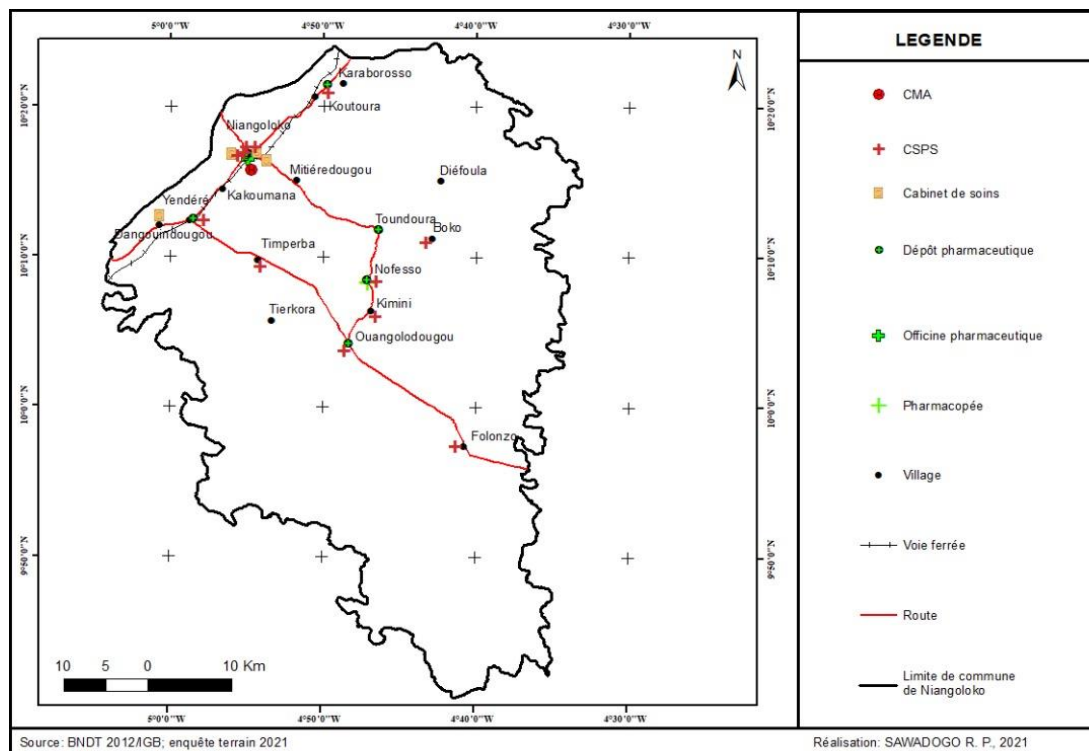 5°0'0"W 4°50'0"W 4°40'0"W 4°30'0"W
LEGENDE
N
Karaborosso
CMA
10°20'0"N 10°20'0"N
Koutoura
Niangoloko
CSPS
Mitiéredougou
Diéfoula
Kakoumana
Cabinet de soins
Yendéré
Toundoura
Dangouindougou
Boko
Timperba
Dépôt pharmaceutique
10°10'0"N 10°10'0"N
Nofesso
Kimini
Tierkora
Ouangolodougou
Officine pharmaceutique
10°0'0"N 10°0'0"N
Pharmacopée
Folonzo
Village
Voie ferrée
9°50'0"N 9°50'0"N
Route
10 5 0 10 Km
Limite de commune
de Niangoloko
5°0'0"W 4°50'0"W 4°40'0"W 4°30'0"W
Source: BNDT 2012/IGB; enquête terrain 2021
Réalisation: SAWADOGO R. P., 2021